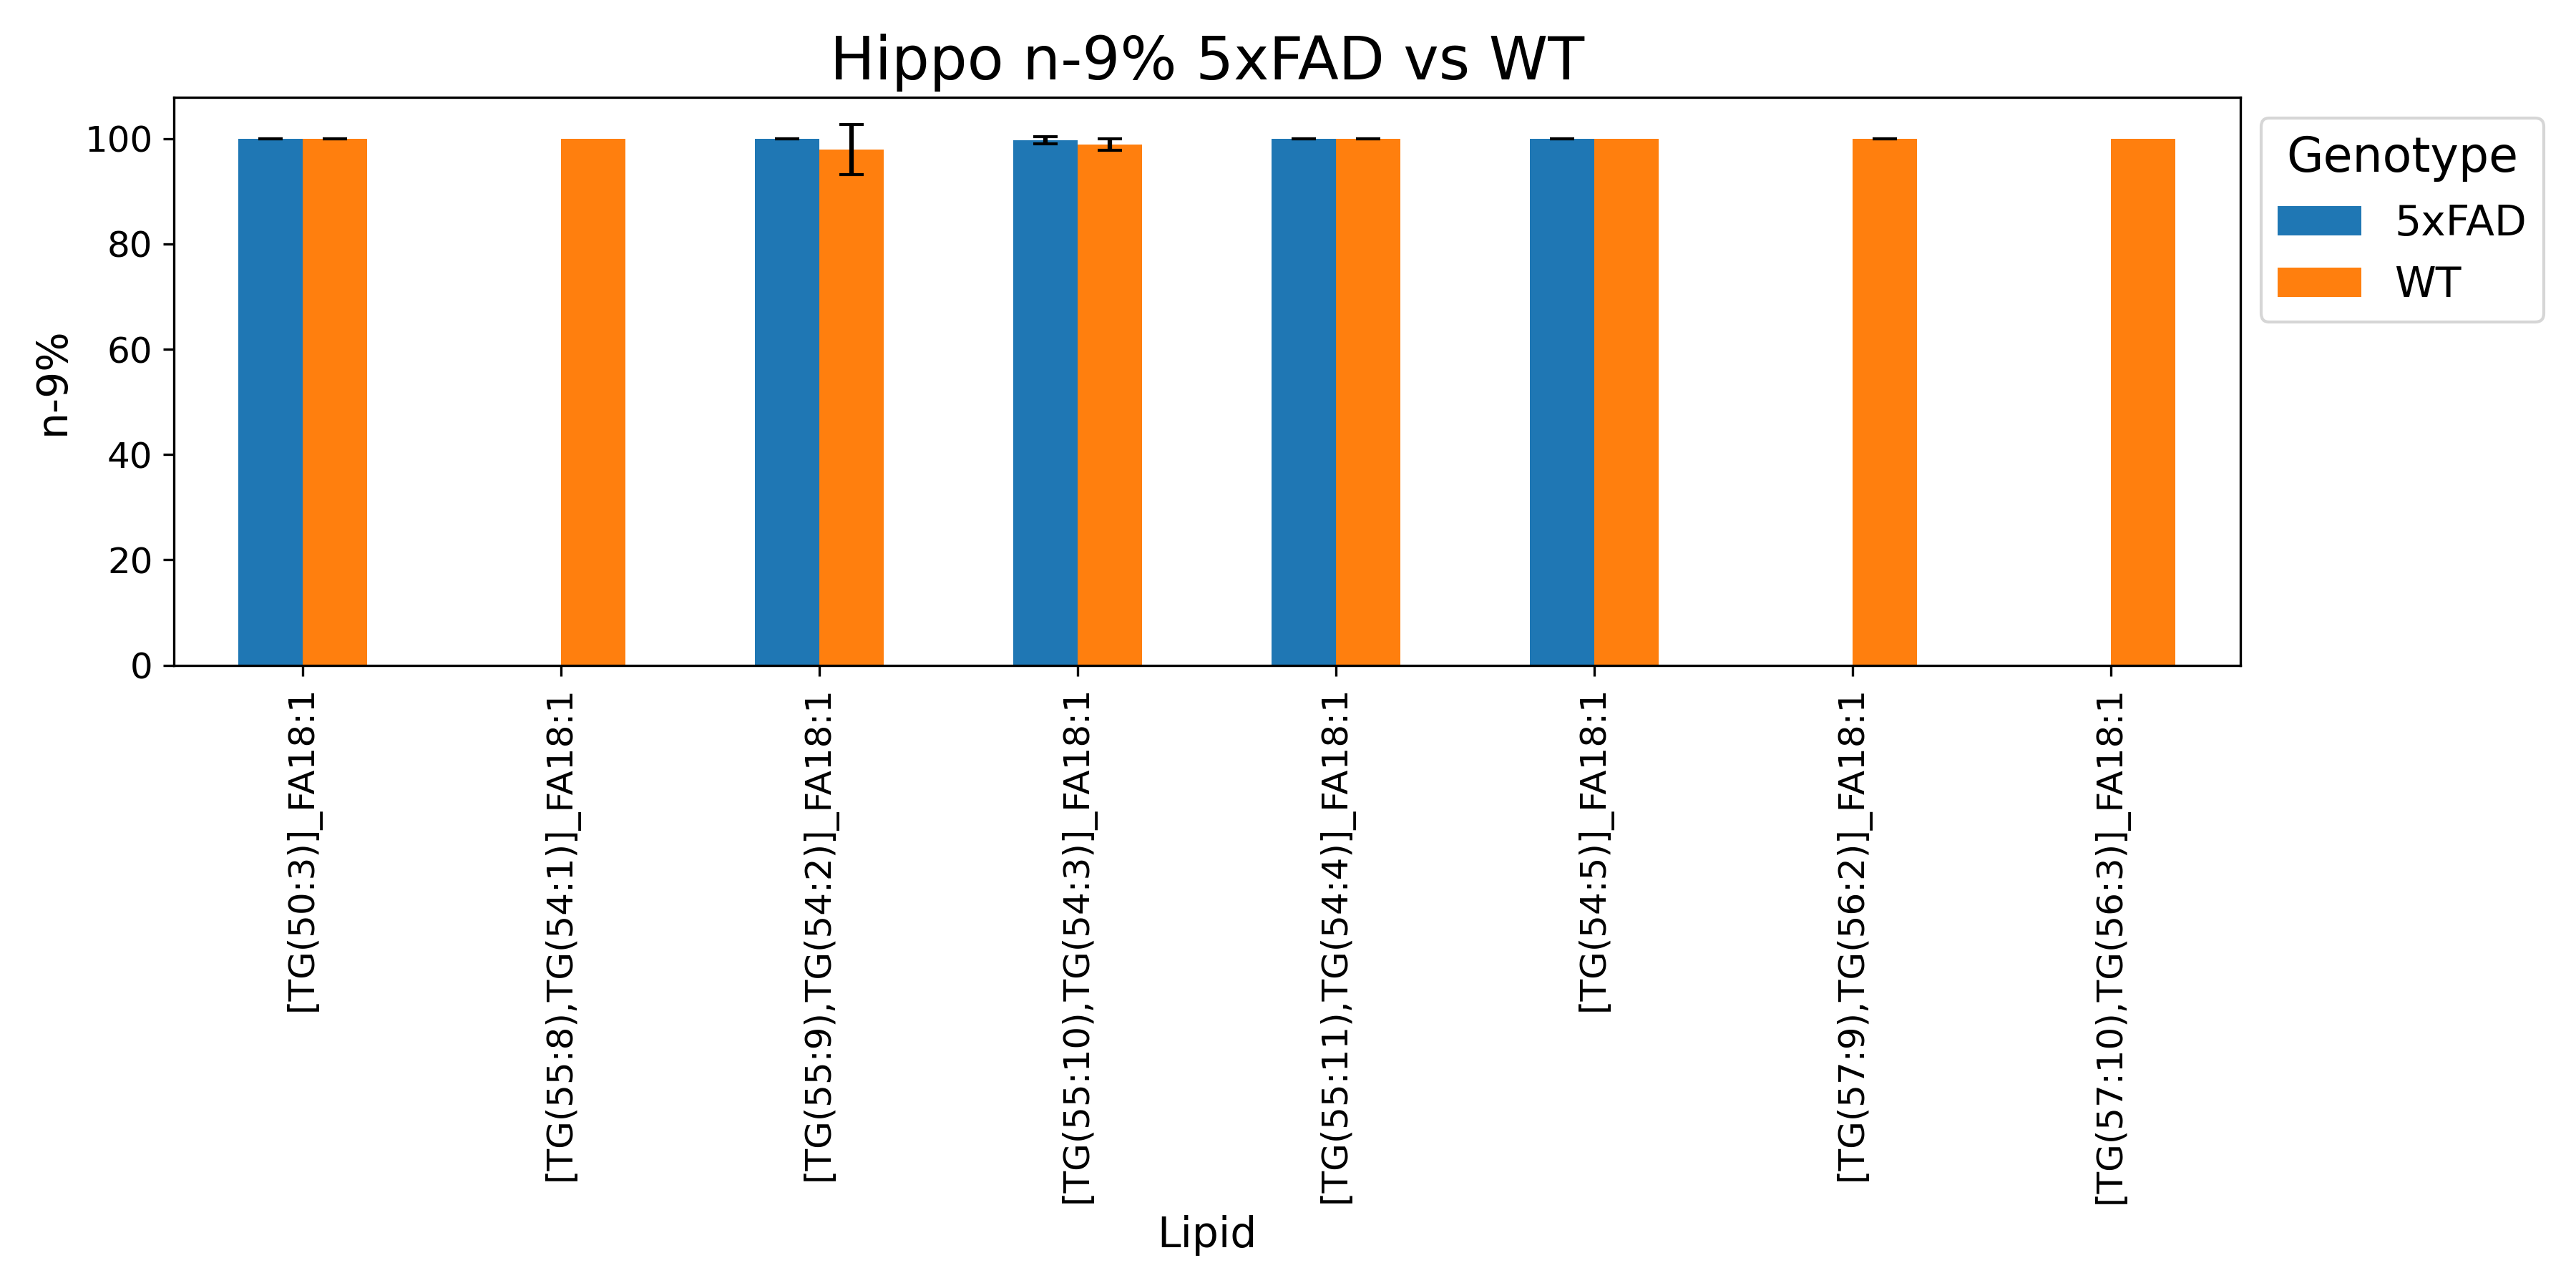 Hippo n-9% 5xFAD vs WT
n-9%
100
80
60
40
20
0
Genotype
5xFAD
WT
[TG(50:3)]_FA18:1
[TG(55:8),TG(54:1)]_FA18:1
[TG(55:9),TG(54:2)]_FA18:1
[TG(55:10),TG(54:3)]_FA18:1
[TG(55:11),TG(54:4)]_FA18:1
[TG(54:5)]_FA18:1
[TG(57:9),TG(56:2)]_FA18:1
[TG(57:10),TG(56:3)]_FA18:1
Lipid